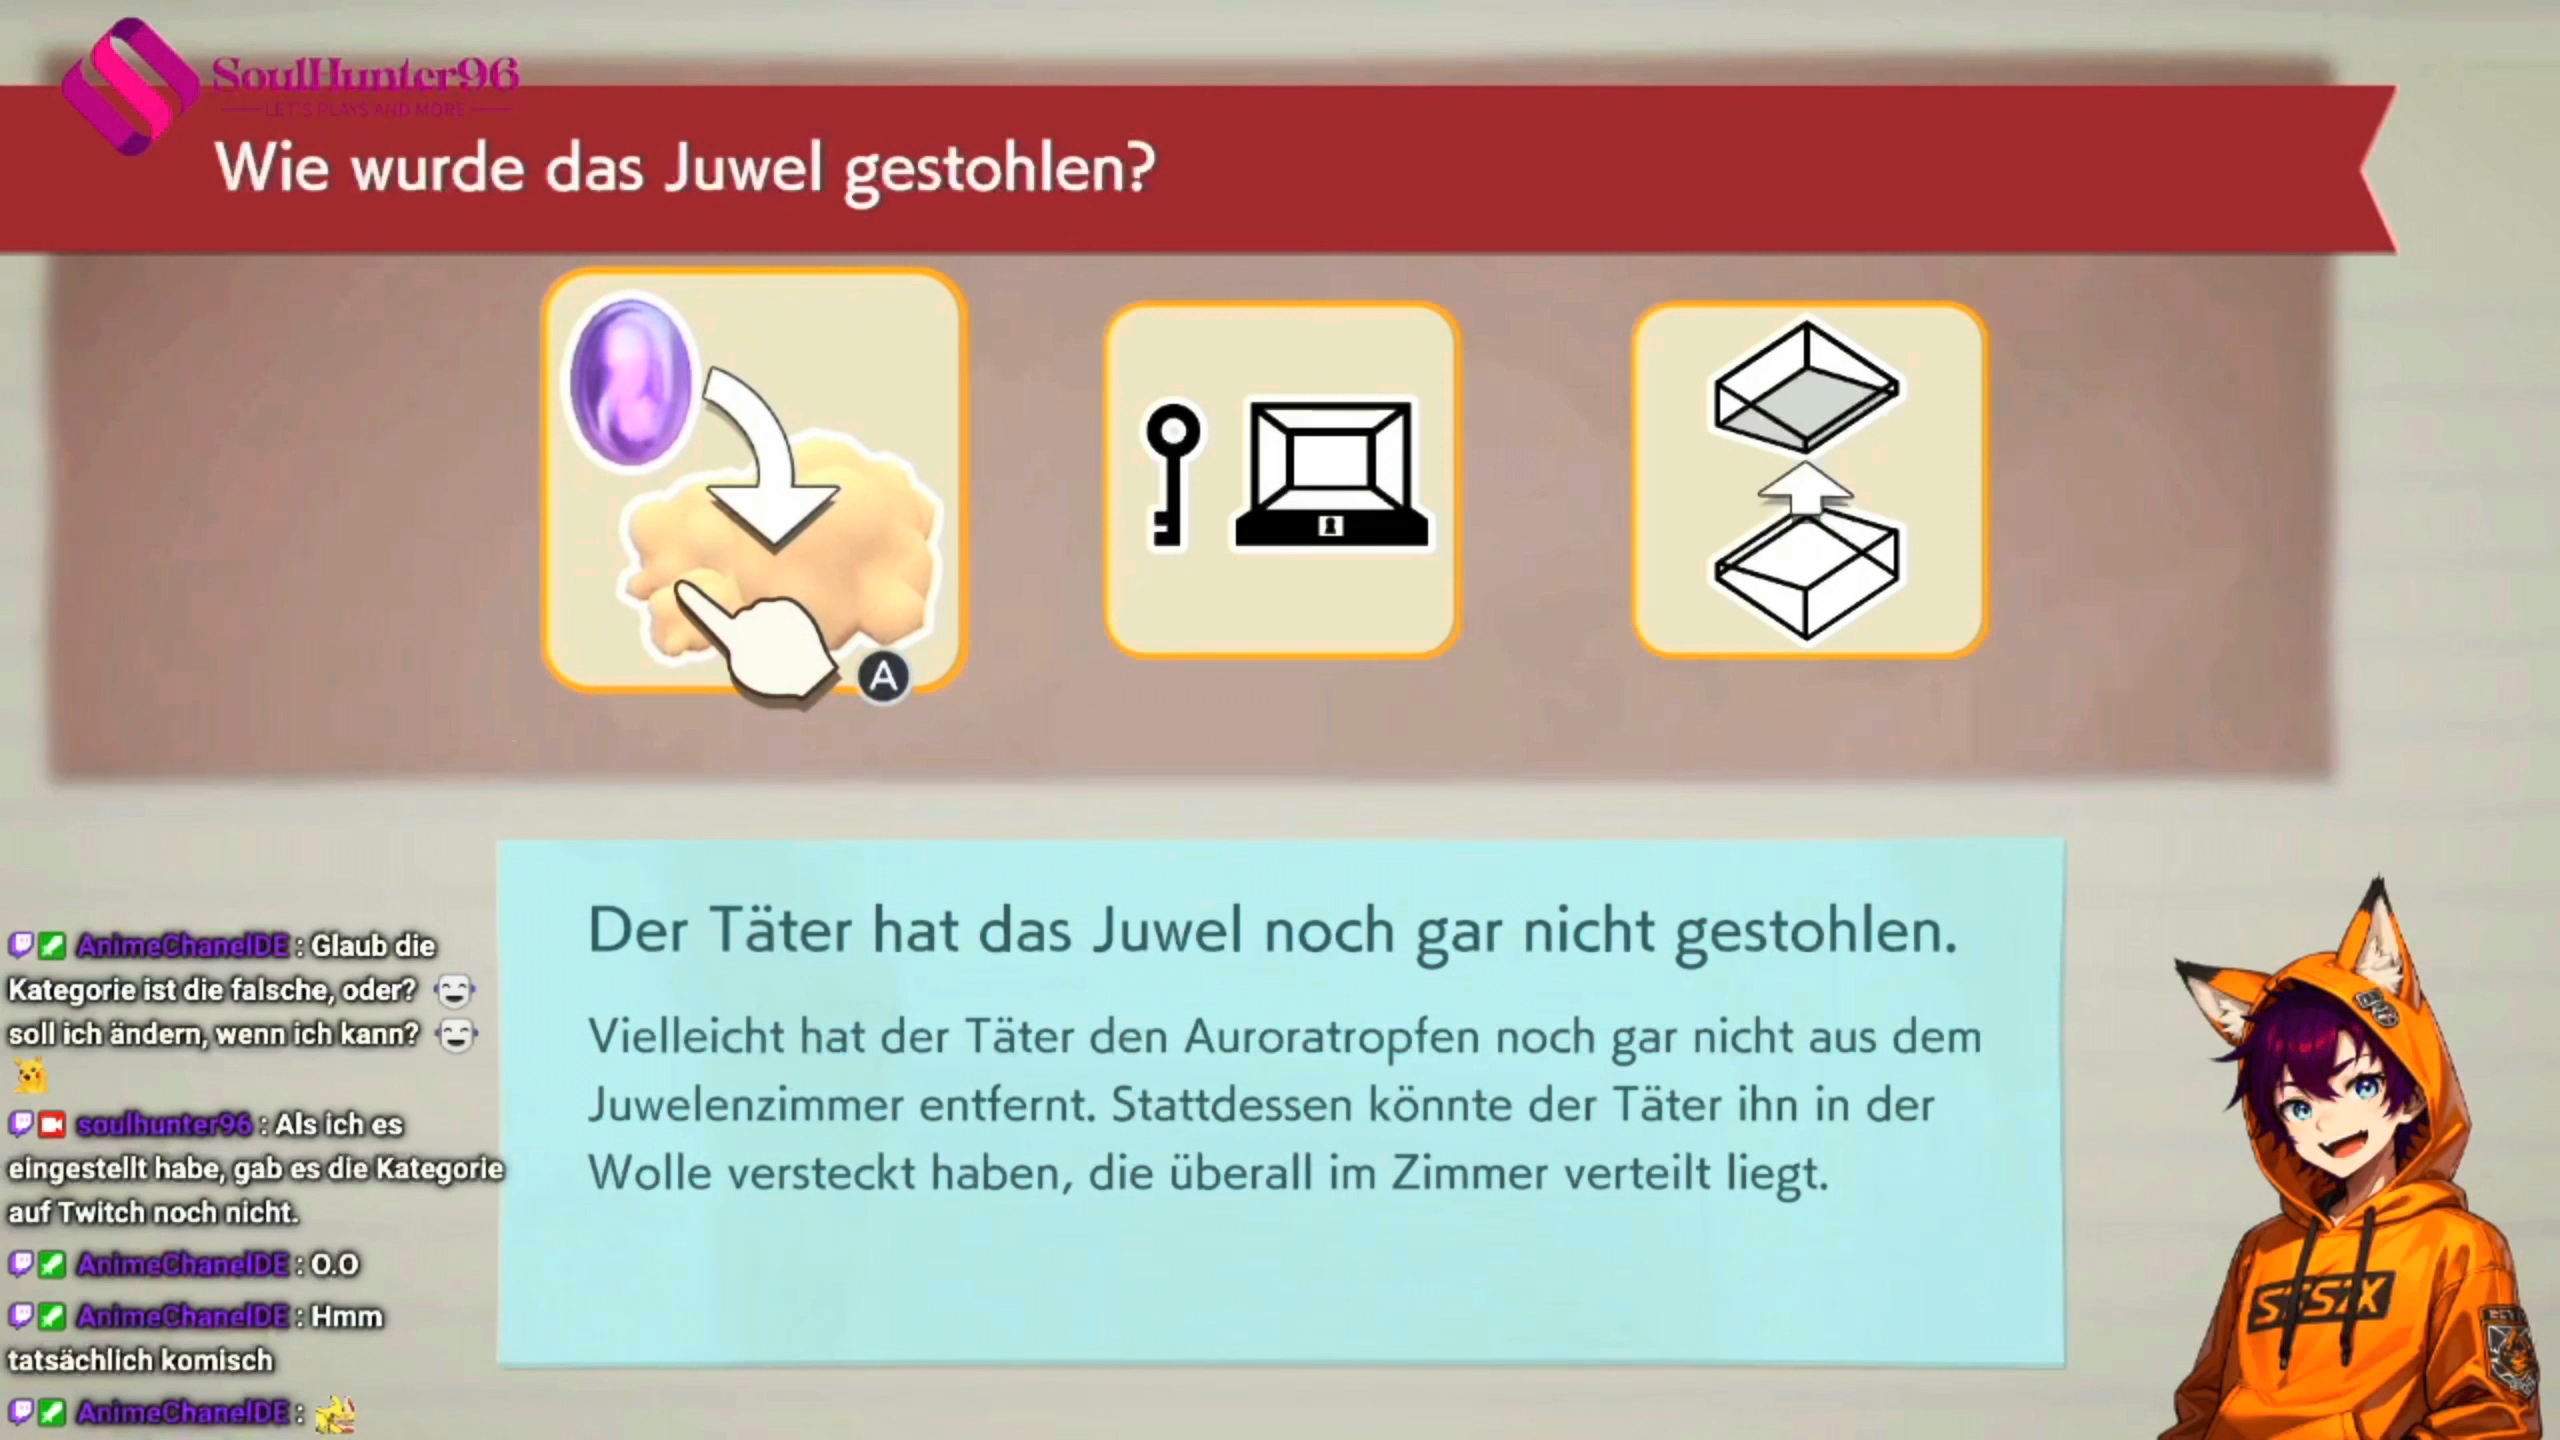 SoulHunter96
LET'S PLAYS AND MORE
Wie wurde das Juwel gestohlen?
A
Der Täter hat das Juwel noch gar nicht gestohlen.
Vielleicht hat der Täter den Auroratropfen noch gar nicht aus dem
Juwelenzimmer entfernt. Stattdessen könnte der Täter ihn in der
Wolle versteckt haben, die überall im Zimmer verteilt liegt.
AnimeChanelDE : Glaub die
Kategorie ist die falsche, oder?
soll ich ändern, wenn ich kann?
soulhunter96 : Als ich es
eingestellt habe, gab es die Kategorie
auf Twitch noch nicht.
AnimeChanelDE : O.O
AnimeChanelDE : Hmm
tatsächlich komisch
AnimeChanelDE :